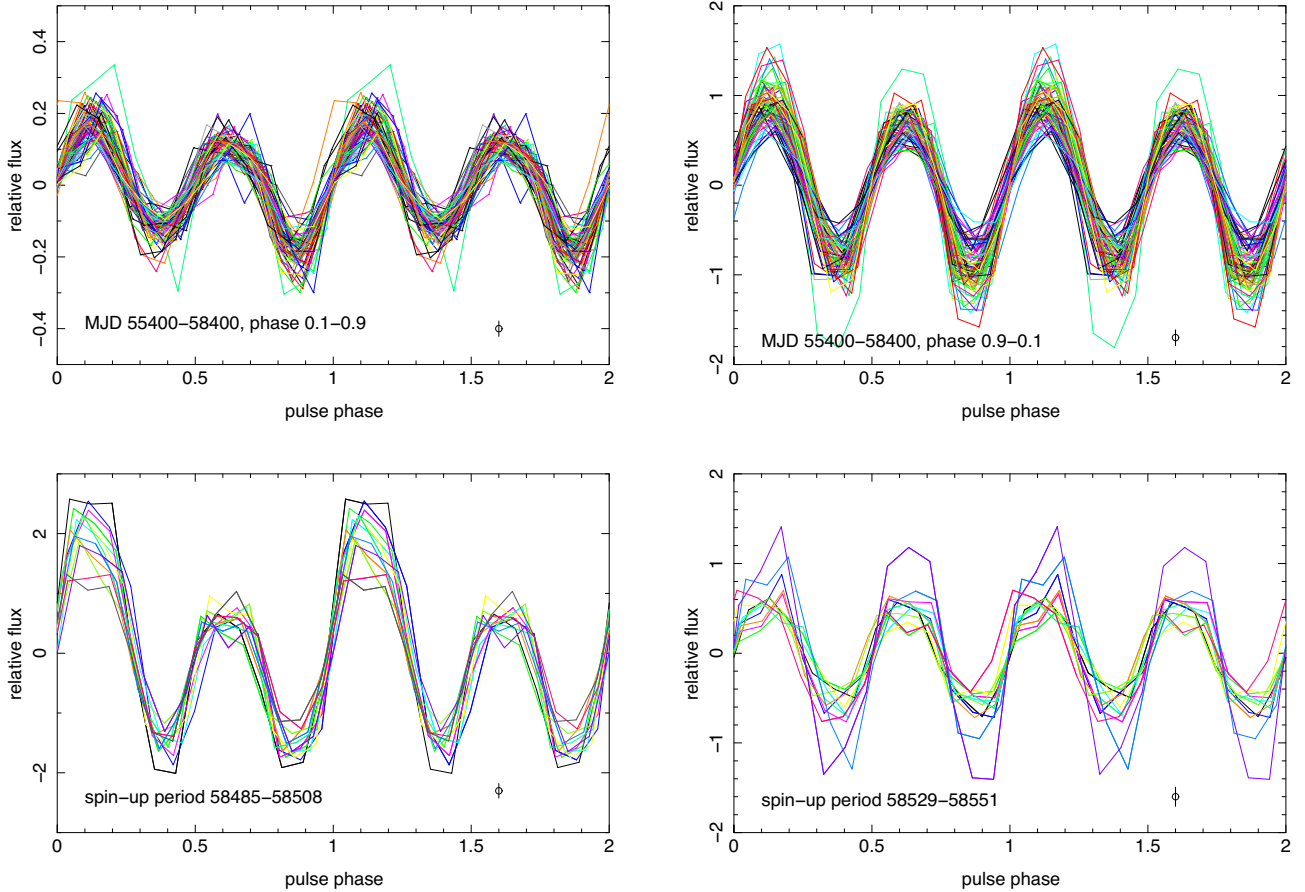 0.4
0.2
0
−0.2
−0.4
relative flux
MJD 55400−58400, phase 0.1−0.9
0 0.5 1 1.5 2
pulse phase
2
1
0
−1
−2
relative flux
MJD 55400−58400, phase 0.9−0.1
0 0.5 1 1.5 2
pulse phase
2
0
−2
relative flux
spin−up period 58485−58508
0 0.5 1 1.5 2
pulse phase
2
1
0
−1
−2
relative flux
spin−up period 58529−58551
0 0.5 1 1.5 2
pulse phase